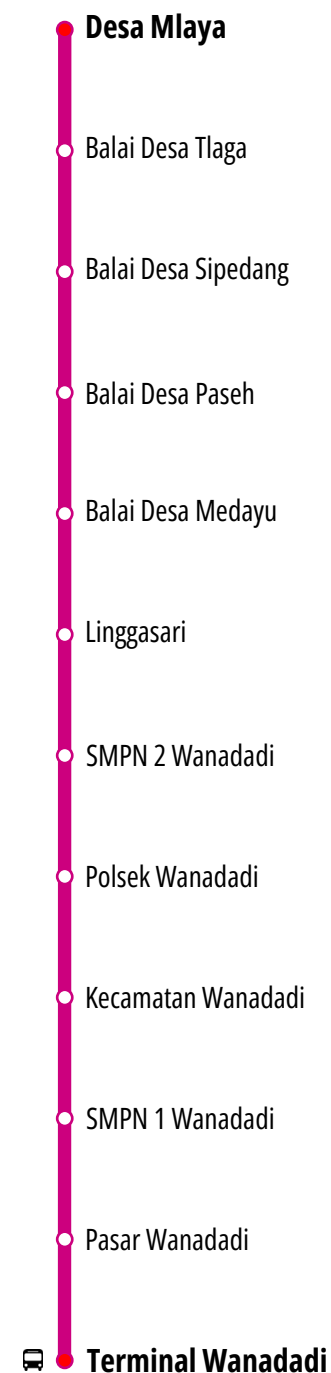 Desa Mlaya
Balai Desa Tlaga
Balai Desa Sipedang
Balai Desa Paseh
Balai Desa Medayu
Linggasari
SMPN 2 Wanadadi
Polsek Wanadadi
Kecamatan Wanadadi
SMPN 1 Wanadadi
Pasar Wanadadi
Terminal Wanadadi